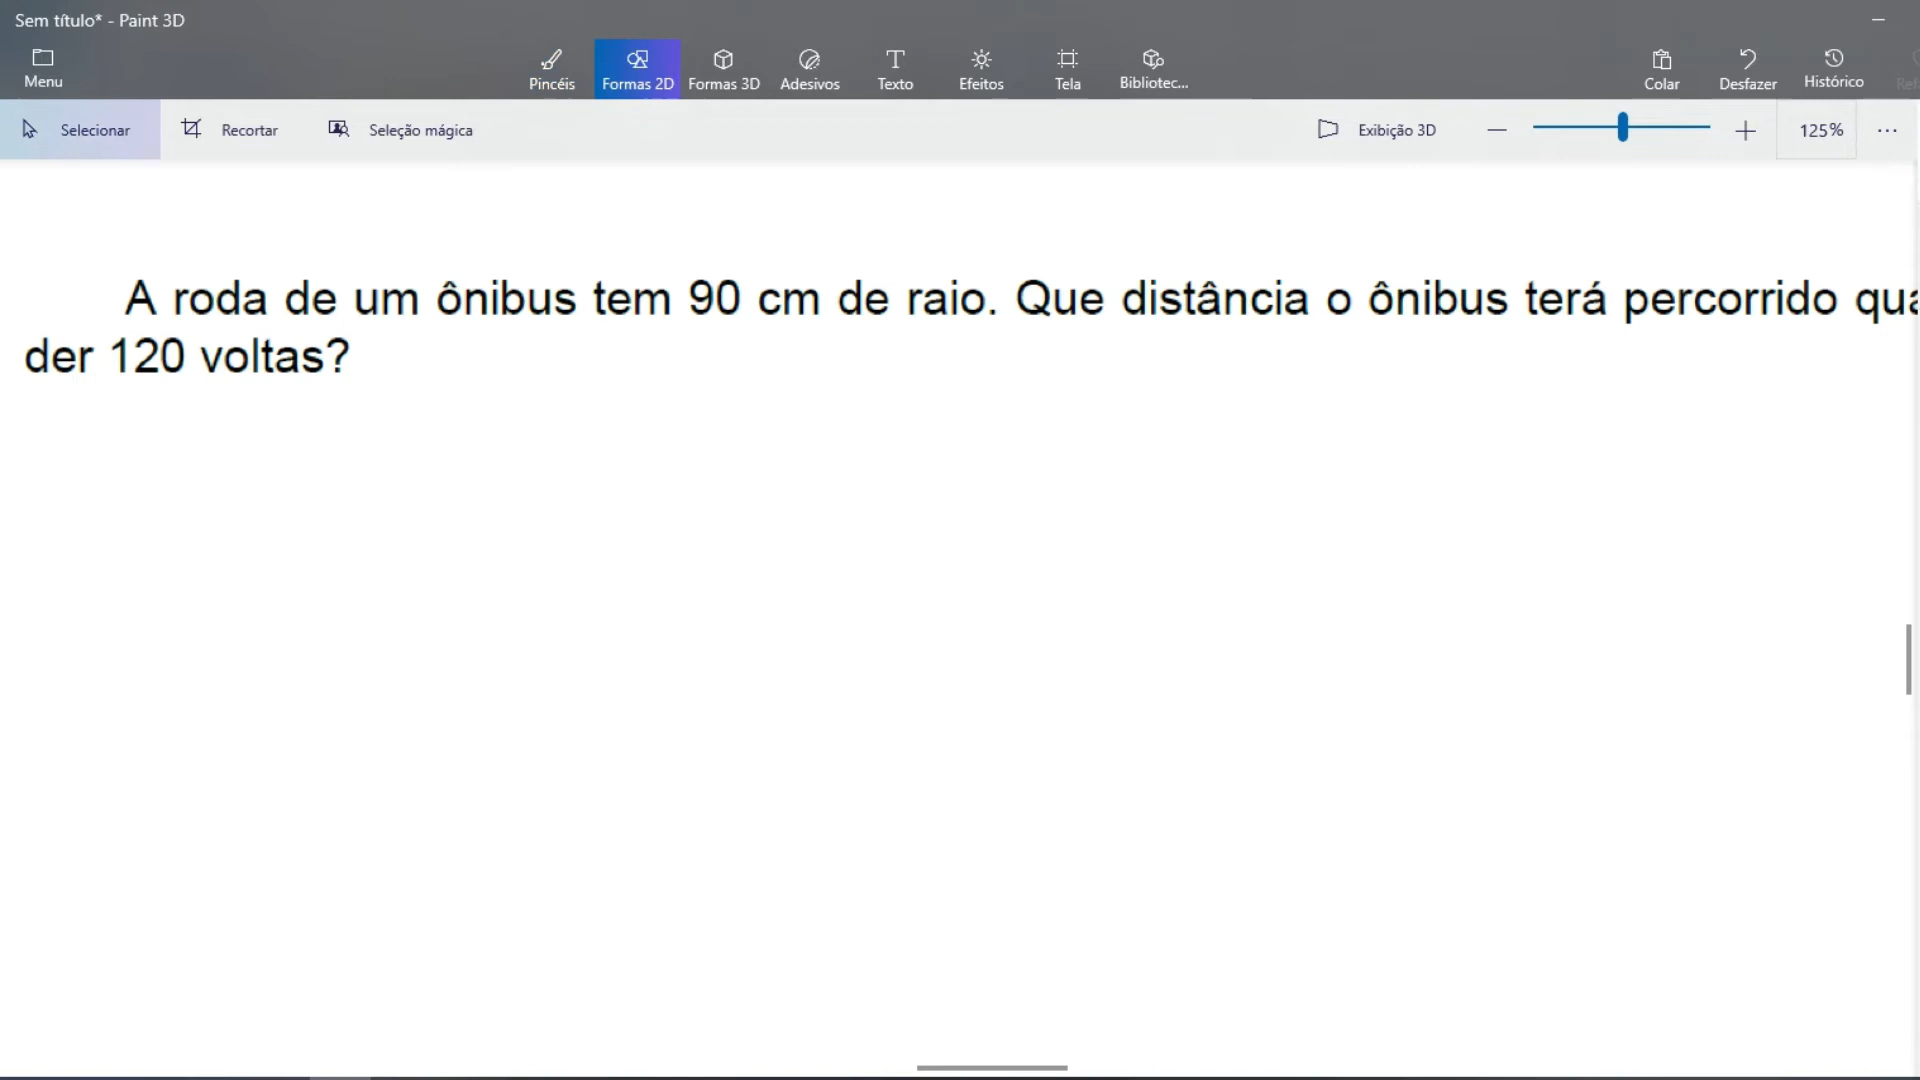 Sem título* - Paint 3D
Menu
Pincéis
Formas 2D
Formas 3D
Adesivos
Texto
Efeitos
Tela
Bibliotec...
Colar
Desfazer
Histórico
Selecionar
Recortar
Seleção mágica
Exibição 3D
125%
A roda de um ônibus tem 90 cm de raio. Que distância o ônibus terá percorrido
der 120 voltas?